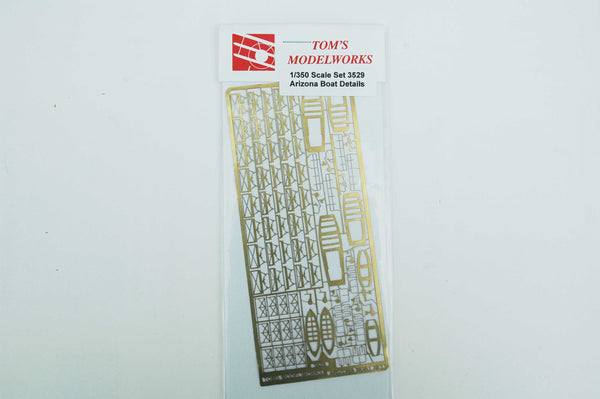 TOM'S
MODELWORKS
1/350 Scale Set 3529
Arizona Boat Details